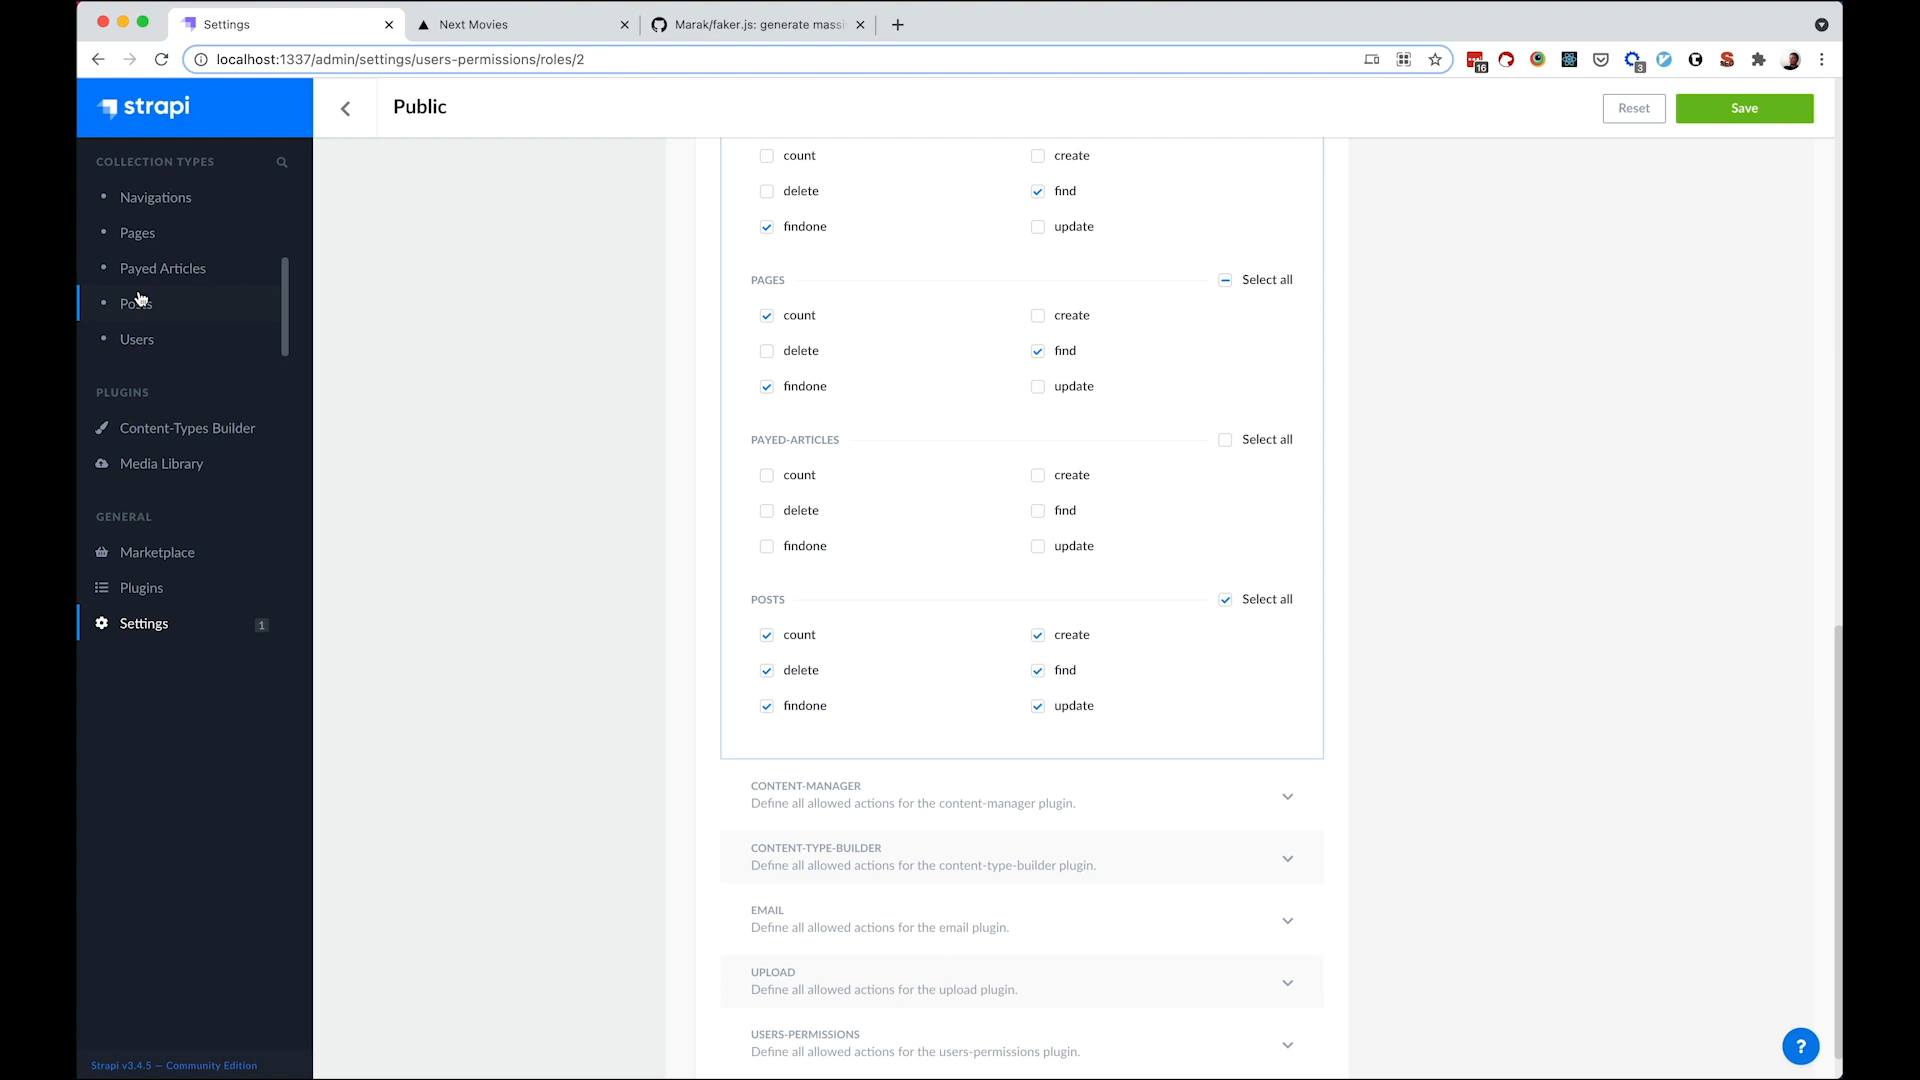 Settings
Next Movies
Marak/faker.js: generate massi
localhost:1337/admin/settings/users-permissions/roles/2
16
3
strapi
Public
Reset
Save
COLLECTION TYPES
Navigations
Pages
Payed Articles
Posts
Users
PLUGINS
Content-Types Builder
Media Library
GENERAL
Marketplace
Plugins
Settings
1
Strapi v3.4.5 — Community Edition
count
create
delete
find
findone
update
PAGES
Select all
count
create
delete
find
findone
update
PAYED-ARTICLES
Select all
count
create
delete
find
findone
update
POSTS
Select all
count
create
delete
find
findone
update
CONTENT-MANAGER
Define all allowed actions for the content-manager plugin.
CONTENT-TYPE-BUILDER
Define all allowed actions for the content-type-builder plugin.
EMAIL
Define all allowed actions for the email plugin.
UPLOAD
Define all allowed actions for the upload plugin.
USERS-PERMISSIONS
Define all allowed actions for the users-permissions plugin.
?